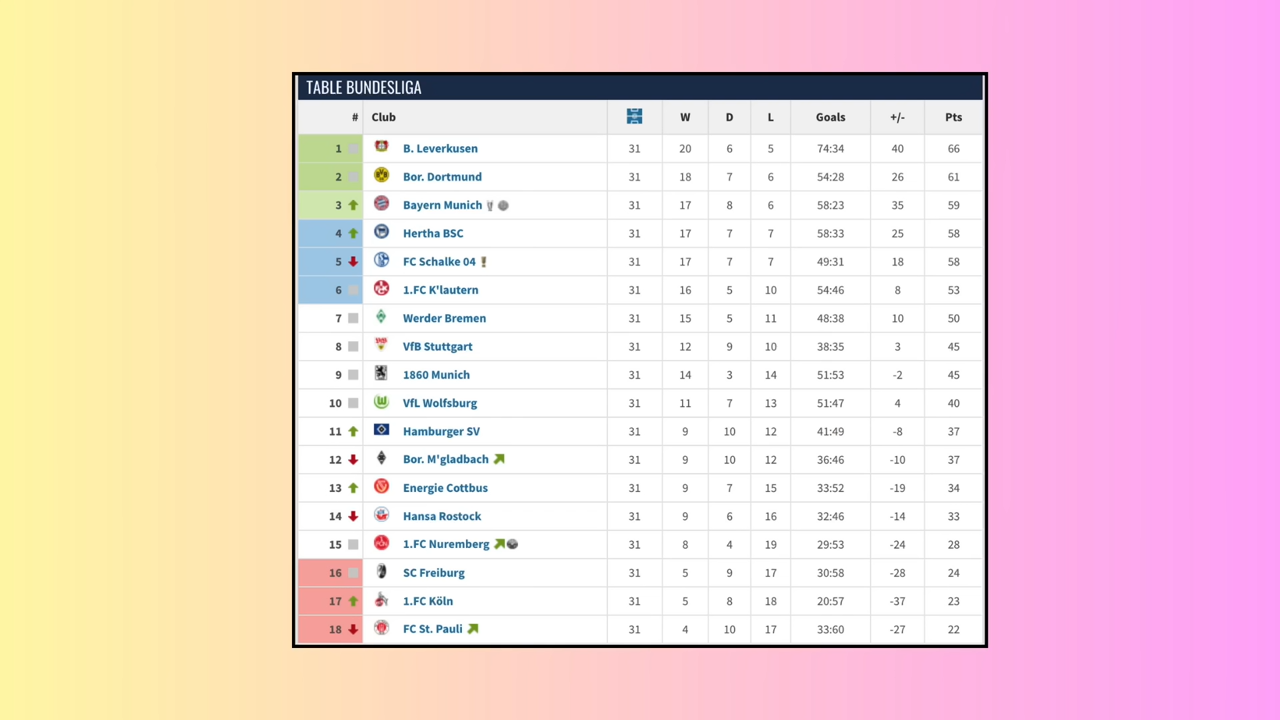 TABLE BUNDESLIGA
# Club W D L Goals +/- Pts
1 B. Leverkusen 31 20 6 5 74:34 40 66
2 Bor. Dortmund 31 18 7 6 54:28 26 61
3 Bayern Munich 31 17 8 6 58:23 35 59
4 Hertha BSC 31 17 7 7 58:33 25 58
5 FC Schalke 04 31 17 7 7 49:31 18 58
6 1.FC K'lautern 31 16 5 10 54:46 8 53
7 Werder Bremen 31 15 5 11 48:38 10 50
8 VfB Stuttgart 31 12 9 10 38:35 3 45
9 1860 Munich 31 14 3 14 51:53 -2 45
10 VfL Wolfsburg 31 11 7 13 51:47 4 40
11 Hamburger SV 31 9 10 12 41:49 -8 37
12 Bor. M'gladbach 31 9 10 12 36:46 -10 37
13 Energie Cottbus 31 9 7 15 33:52 -19 34
14 Hansa Rostock 31 9 6 16 32:46 -14 33
15 1.FC Nuremberg 31 8 4 19 29:53 -24 28
16 SC Freiburg 31 5 9 17 30:58 -28 24
17 1.FC Köln 31 5 8 18 20:57 -37 23
18 FC St. Pauli 31 4 10 17 33:60 -27 22